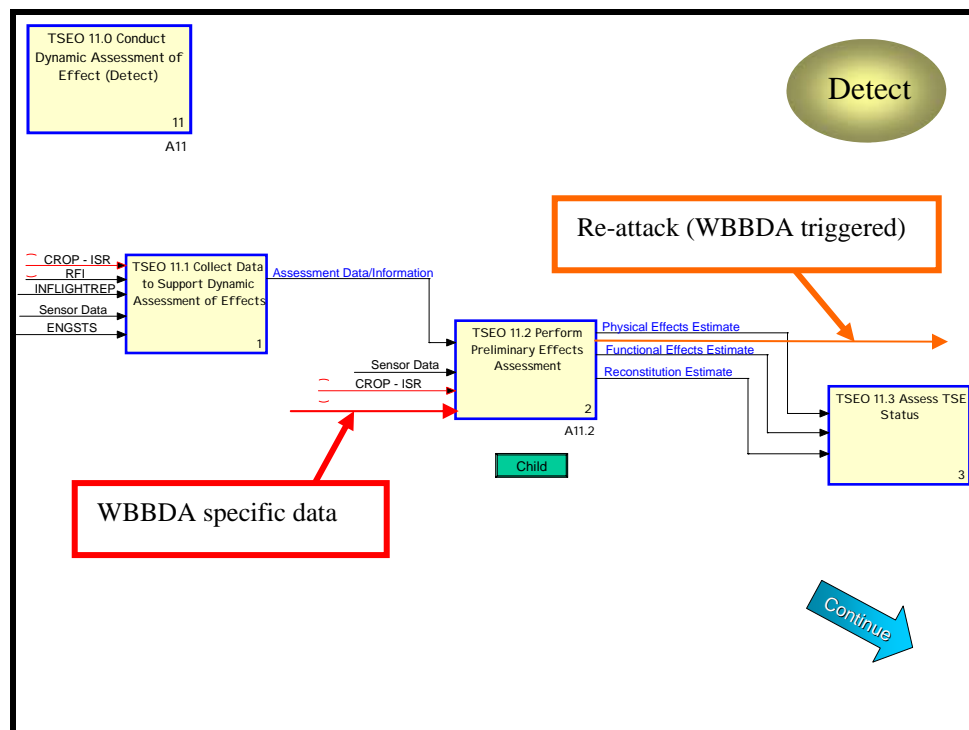 TSEO 11.0 Conduct
Dynamic Assessment of
Effect (Detect)
11
A11
Detect
Re-attack (WBBDA triggered)
CROP - ISR
RFI
INFLIGHTREP
Sensor Data
ENGSTS
TSEO 11.1 Collect Data
to Support Dynamic
Assessment of Effects
1
Assessment Data/Information
Sensor Data
CROP - ISR
TSEO 11.2 Perform
Preliminary Effects
Assessment
2
A11.2
Child
Physical Effects Estimate
Functional Effects Estimate
Reconstitution Estimate
TSEO 11.3 Assess TSE
Status
3
WBBDA specific data
Continue